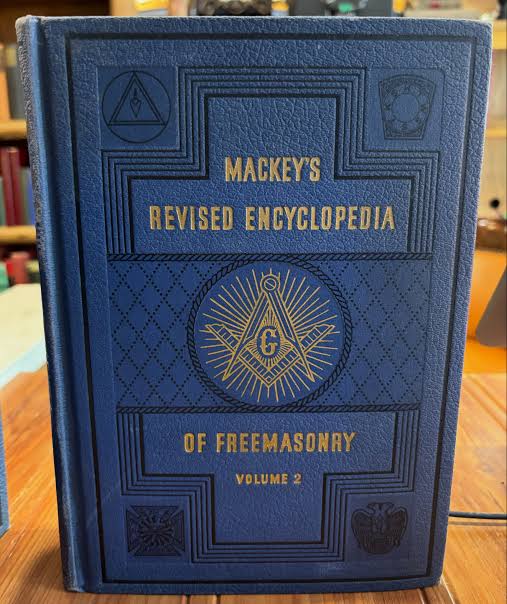 MACKEY'S
REVISED ENCYCLOPEDIA
G
OF FREEMASONRY
VOLUME 2